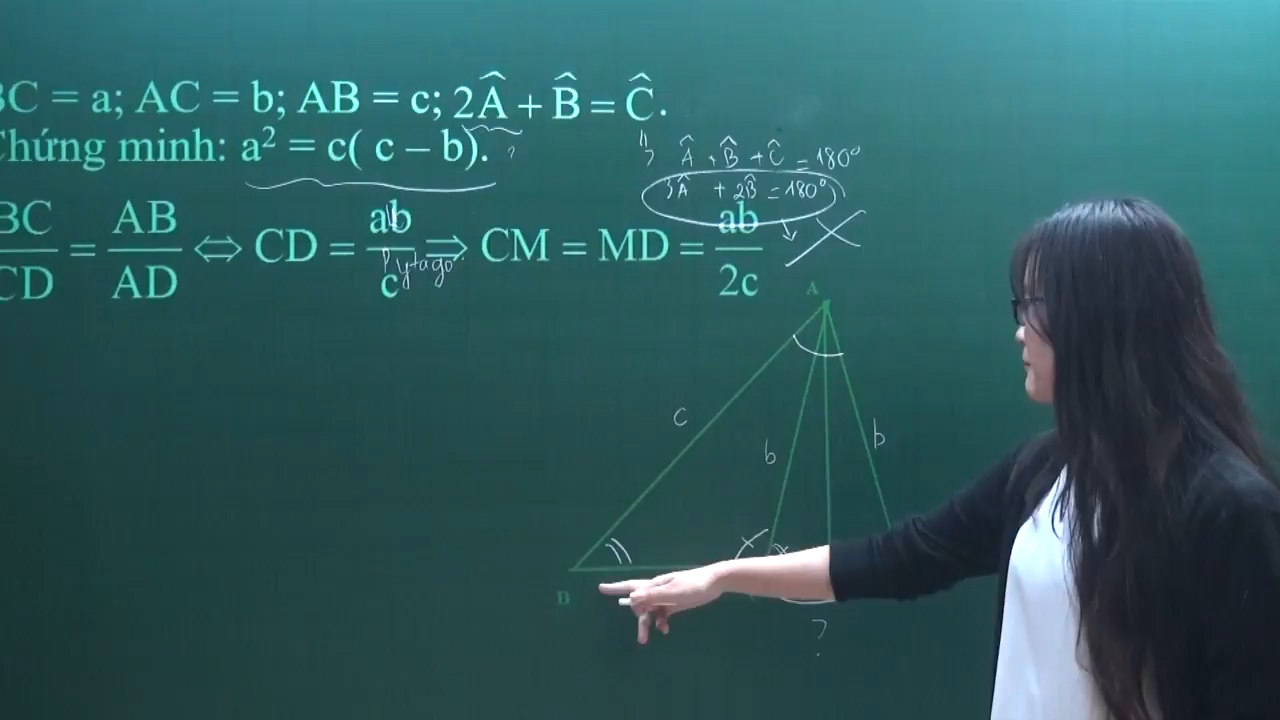 BC = a; AC = b; AB = c; 2Â + B̂ = Ĉ.
Chứng minh: a² = c( c – b).
Â + B̂ + Ĉ = 180°
3Â + 2B̂ = 180°
BC/CD = AB/AD ⇔ CD = ab/c ⇒ CM = MD = ab/2c
Pytago
A
c
b
b
B
?